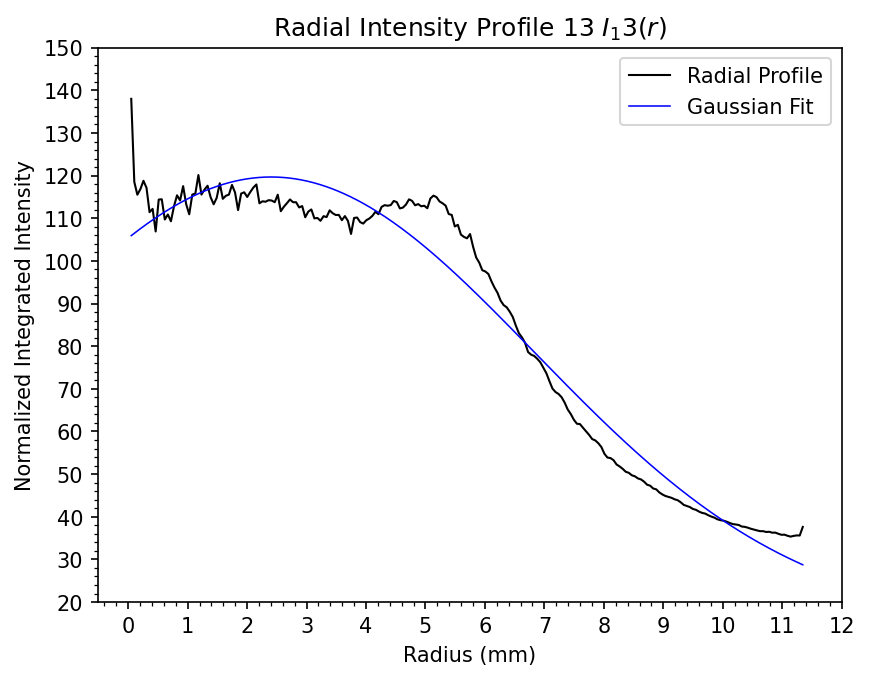 Radial Intensity Profile 13 I₁3(r)
150
140
130
120
110
100
90
80
70
60
50
40
30
20
Normalized Integrated Intensity
Radial Profile
Gaussian Fit
0 1 2 3 4 5 6 7 8 9 10 11 12
Radius (mm)